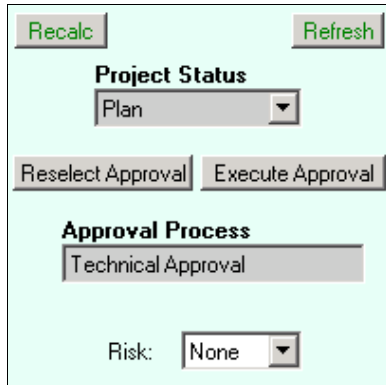 Recalc Refresh
Project Status
Plan
Reselect Approval Execute Approval
Approval Process
Technical Approval
Risk: None